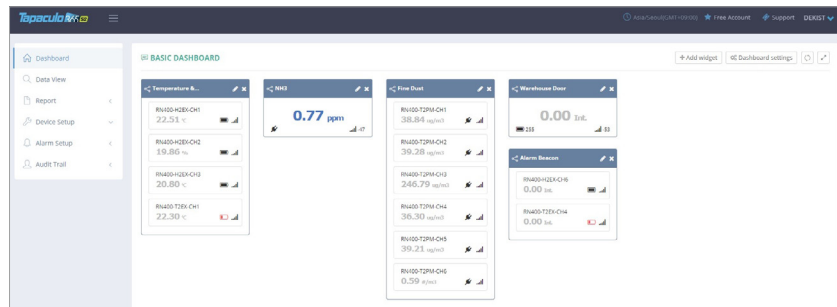 Tapaculo
Asia/Seoul(GMT+09:00) Free Account Support DEKIST
Dashboard
Data View
Report
Device Setup
Alarm Setup
Audit Trail
BASIC DASHBOARD
+ Add widget Dashboard settings
Temperature &...
RN400-H2EX-CH1
22.51 ℃
RN400-H2EX-CH2
19.86 %
RN400-H2EX-CH3
20.80 ℃
RN400-T2EX-CH1
22.30 ℃
NH3
0.77 ppm
-47
Fine Dust
RN400-T2PM-CH1
38.84 ug/m3
RN400-T2PM-CH2
39.28 ug/m3
RN400-T2PM-CH3
246.79 ug/m3
RN400-T2PM-CH4
36.30 ug/m3
RN400-T2PM-CH5
39.21 ug/m3
RN400-T2PM-CH6
0.59 #/m3
Warehouse Door
0.00 Int.
Alarm Beacon
RN400-H2EX-CH6
0.00 Int.
RN400-T2EX-CH4
0.00 Int.